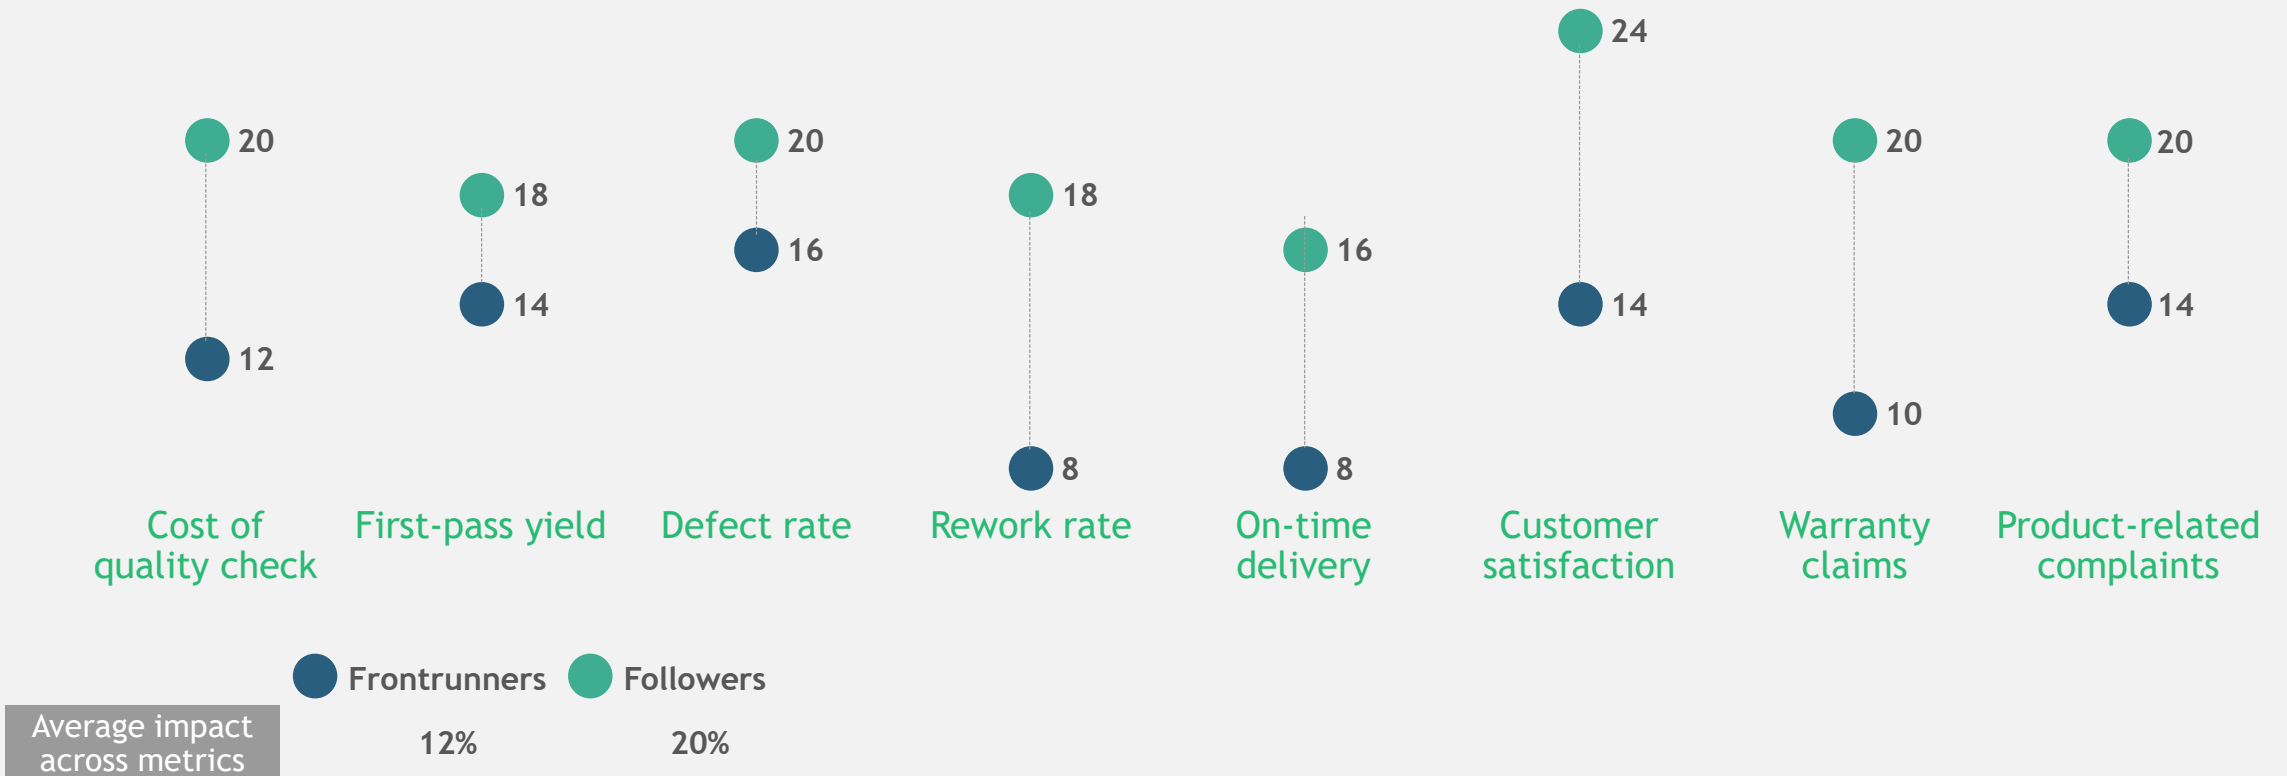 24
20
20
20
20
18
18
16
16
14
14
14
12
10
8
8
Cost of
quality check
First-pass yield
Defect rate
Rework rate
On-time
delivery
Customer
satisfaction
Warranty
claims
Product-related
complaints
Frontrunners
Followers
Average impact
across metrics
12%
20%